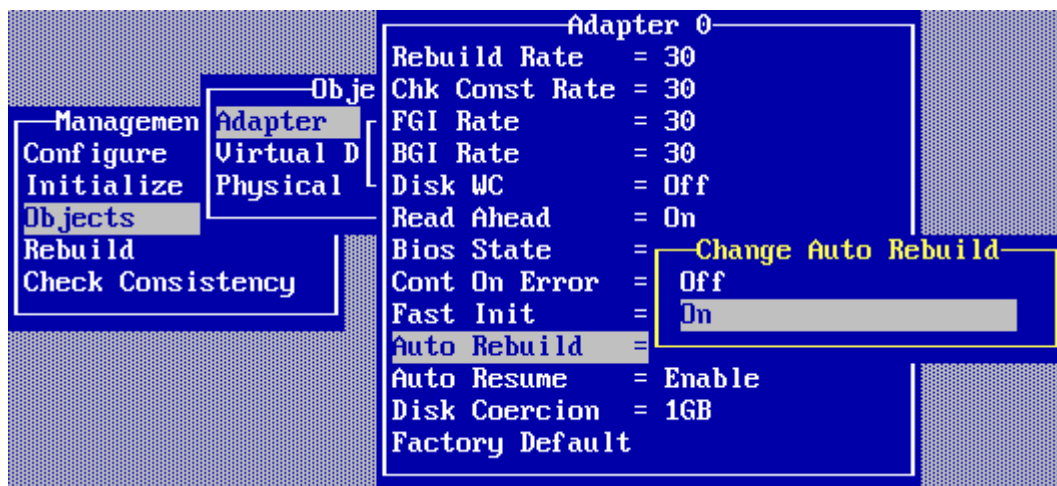 Managemen
Configure
Initialize
Objects
Rebuild
Check Consistency
Obje
Adapter
Virtual D
Physical
Adapter 0
Rebuild Rate = 30
Chk Const Rate = 30
FGI Rate = 30
BGI Rate = 30
Disk WC = Off
Read Ahead = On
Bios State =
Cont On Error =
Fast Init =
Auto Rebuild =
Auto Resume = Enable
Disk Coercion = 1GB
Factory Default
Change Auto Rebuild
Off
On